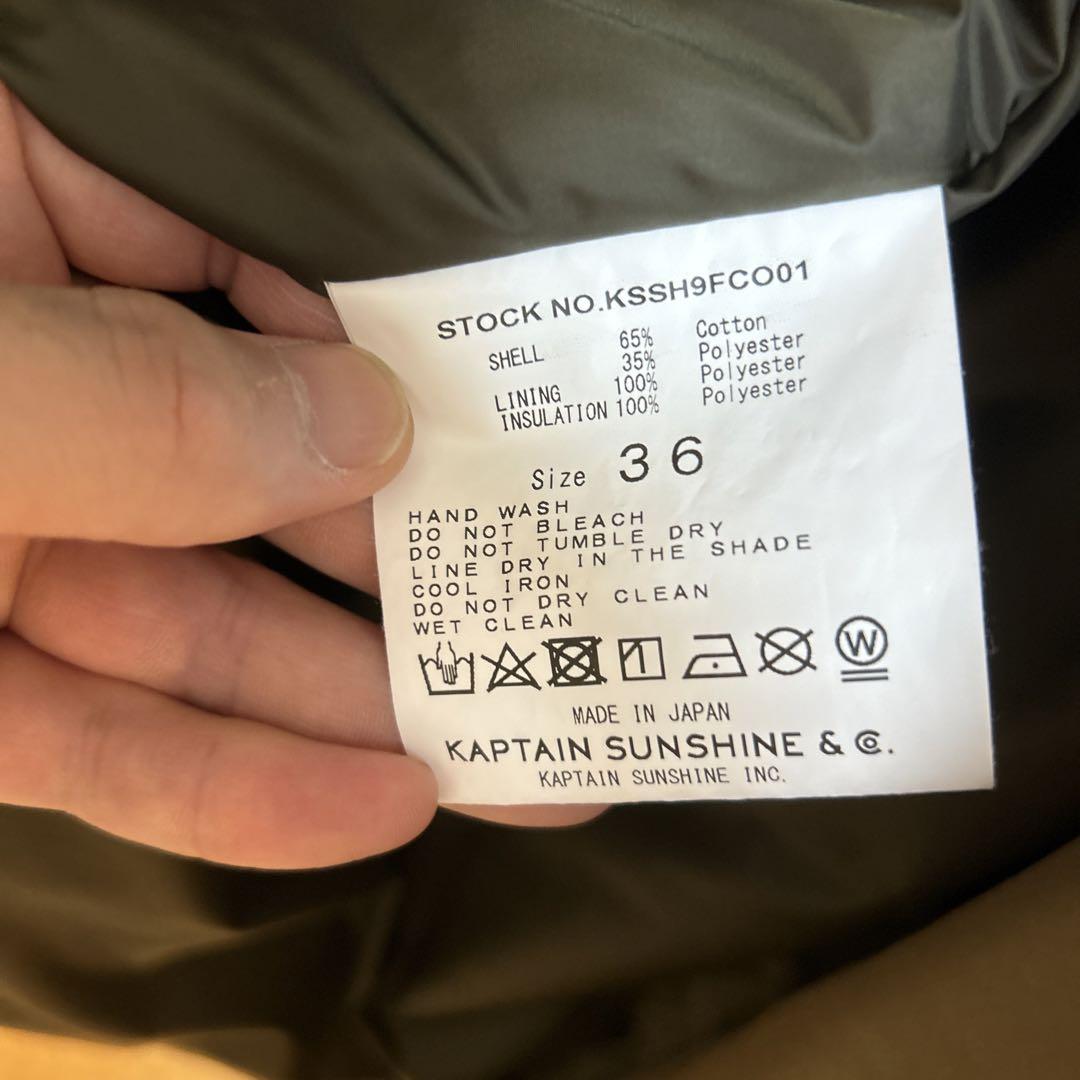 STOCK NO.KSSH9FCO01
SHELL 65% Cotton
35% Polyester
LINING 100% Polyester
INSULATION 100% Polyester
Size 36
HAND WASH
DO NOT BLEACH
DO NOT TUMBLE DRY
LINE DRY IN THE SHADE
COOL IRON
DO NOT DRY CLEAN
WET CLEAN
W
MADE IN JAPAN
KAPTAIN SUNSHINE & Co.
KAPTAIN SUNSHINE INC.